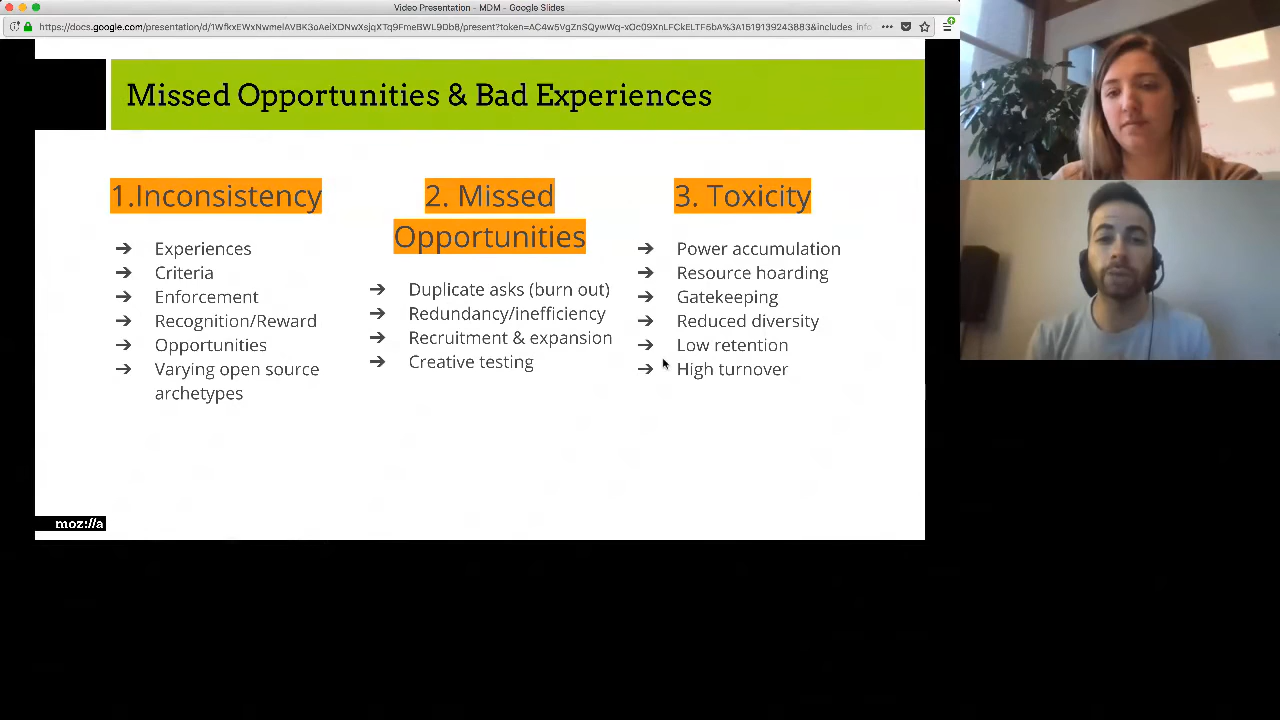 Video Presentation - MDM - Google Slides
Missed Opportunities & Bad Experiences
1.Inconsistency
➔ Experiences
➔ Criteria
➔ Enforcement
➔ Recognition/Reward
➔ Opportunities
➔ Varying open source
archetypes
2. Missed
Opportunities
➔ Duplicate asks (burn out)
➔ Redundancy/inefficiency
➔ Recruitment & expansion
➔ Creative testing
3. Toxicity
➔ Power accumulation
➔ Resource hoarding
➔ Gatekeeping
➔ Reduced diversity
➔ Low retention
➔ High turnover
moz://a